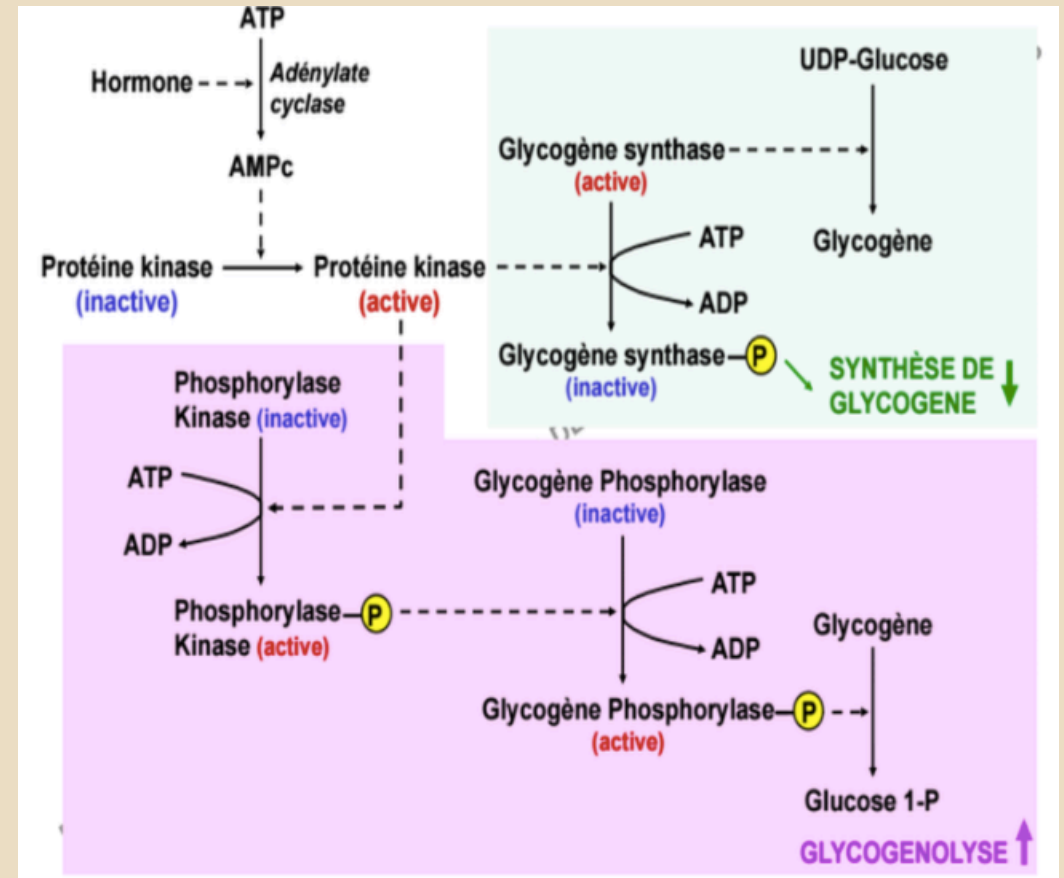 ATP
Hormone
Adénylate
cyclase
AMPc
Protéine kinase
(inactive)
Protéine kinase
(active)
UDP-Glucose
Glycogène synthase
(active)
ATP
Glycogène
ADP
Glycogène synthase
P
(inactive)
SYNTHÈSE DE
GLYCOGENE
Phosphorylase
Kinase (inactive)
ATP
ADP
Phosphorylase
P
Kinase (active)
Glycogène Phosphorylase
(inactive)
ATP
ADP
Glycogène Phosphorylase
P
(active)
Glycogène
Glucose 1-P
GLYCOGENOLYSE